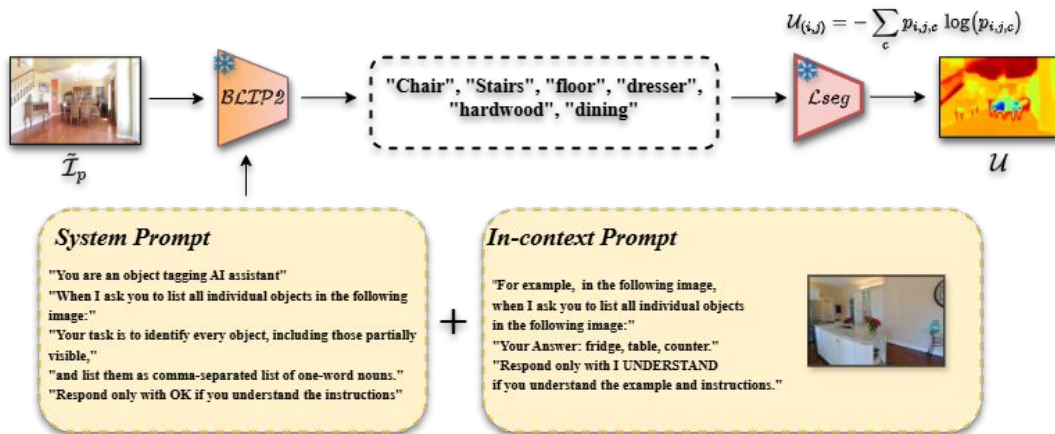 𝒰(i,j) = − ∑c pi,j,c log(pi,j,c)
BLIP2
"Chair", "Stairs", "floor", "dresser",
"hardwood", "dining"
ℒseg
Ĩp
𝒰
System Prompt
"You are an object tagging AI assistant"
"When I ask you to list all individual objects in the following
image:"
"Your task is to identify every object, including those partially
visible,"
"and list them as comma-separated list of one-word nouns."
"Respond only with OK if you understand the instructions"
+
In-context Prompt
"For example, in the following image,
when I ask you to list all individual objects
in the following image:"
"Your Answer: fridge, table, counter."
"Respond only with I UNDERSTAND
if you understand the example and instructions."